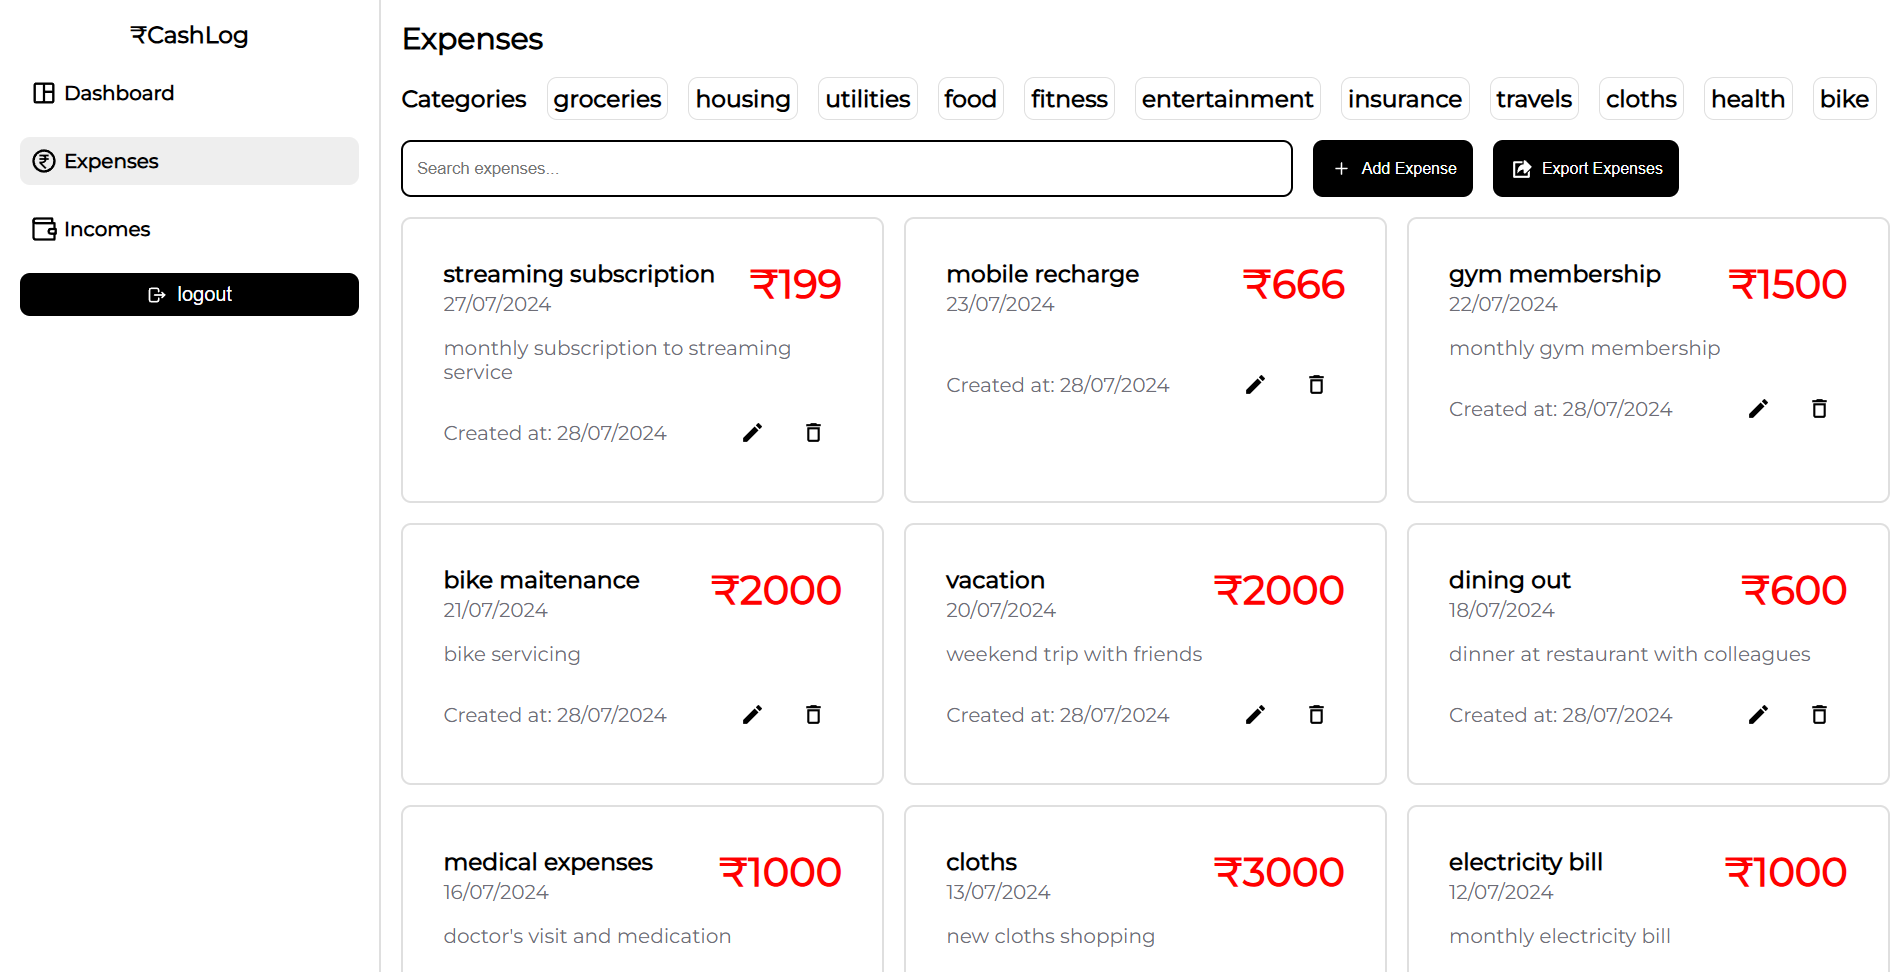 ₹CashLog
Dashboard
Expenses
Incomes
logout
Expenses
Categories groceries housing utilities food fitness entertainment insurance travels cloths health bike
Search expenses...
+ Add Expense
Export Expenses
streaming subscription ₹199
27/07/2024
monthly subscription to streaming
service
Created at: 28/07/2024
mobile recharge ₹666
23/07/2024
Created at: 28/07/2024
gym membership ₹1500
22/07/2024
monthly gym membership
Created at: 28/07/2024
bike maitenance ₹2000
21/07/2024
bike servicing
Created at: 28/07/2024
vacation ₹2000
20/07/2024
weekend trip with friends
Created at: 28/07/2024
dining out ₹600
18/07/2024
dinner at restaurant with colleagues
Created at: 28/07/2024
medical expenses ₹1000
16/07/2024
doctor's visit and medication
cloths ₹3000
13/07/2024
new cloths shopping
electricity bill ₹1000
12/07/2024
monthly electricity bill